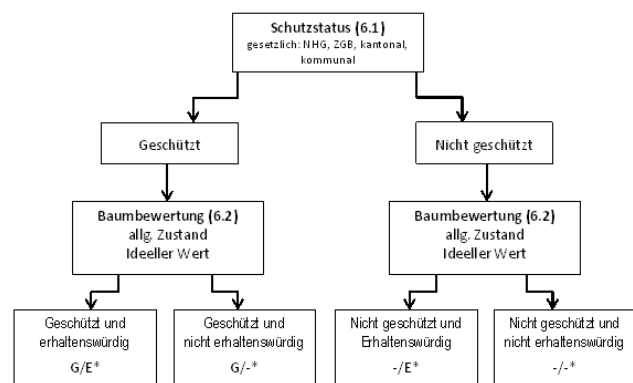 Schutzstatus (6.1)
gesetzlich: NHG, ZGB, kantonal,
kommunal
Geschützt
Nicht geschützt
Baumbewertung (6.2)
allg. Zustand
Ideeller Wert
Baumbewertung (6.2)
allg. Zustand
Ideeller Wert
Geschützt und
erhaltenswürdig
G/E*
Geschützt und
nicht erhaltenswürdig
G/-*
Nicht geschützt und
Erhaltenswürdig
-/E*
Nicht geschützt und
nicht erhaltenswürdig
-/-*